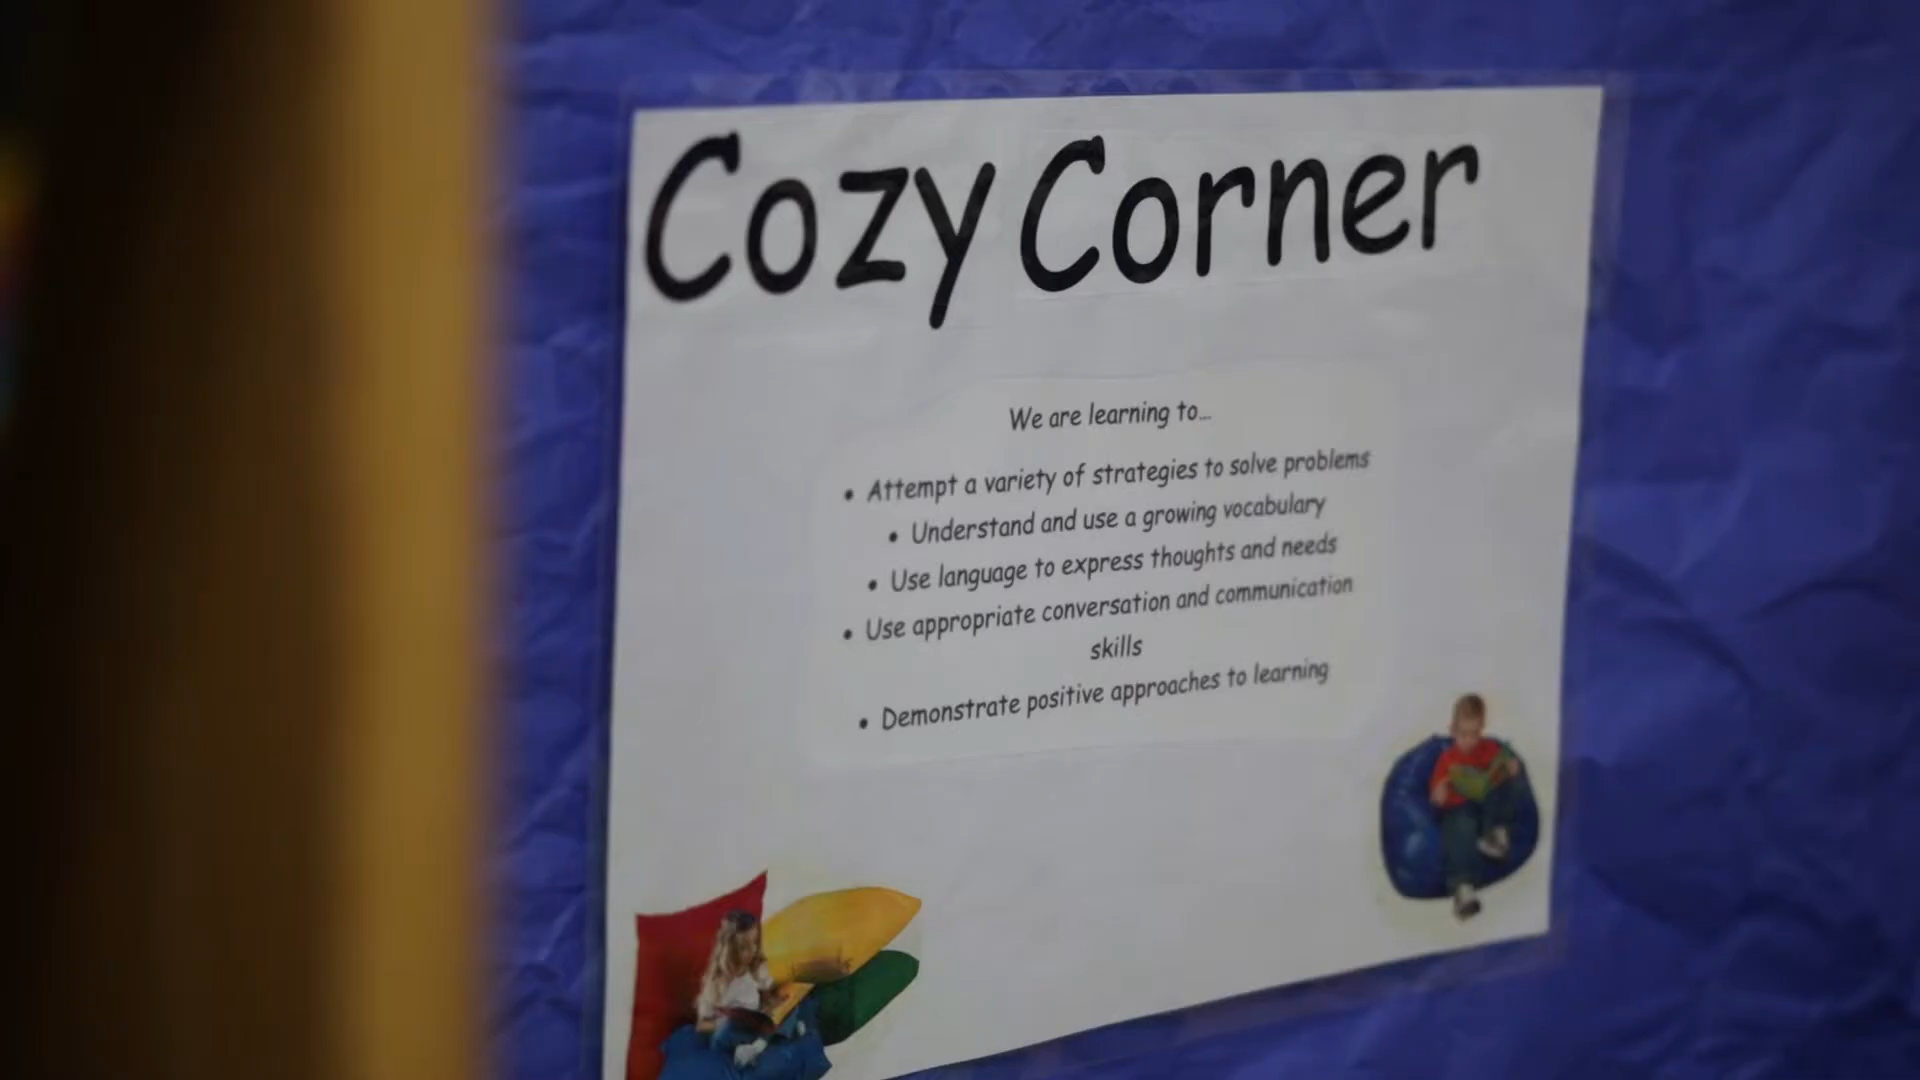 Cozy Corner
We are learning to...
• Attempt a variety of strategies to solve problems
• Understand and use a growing vocabulary
• Use language to express thoughts and needs
• Use appropriate conversation and communication
skills
• Demonstrate positive approaches to learning